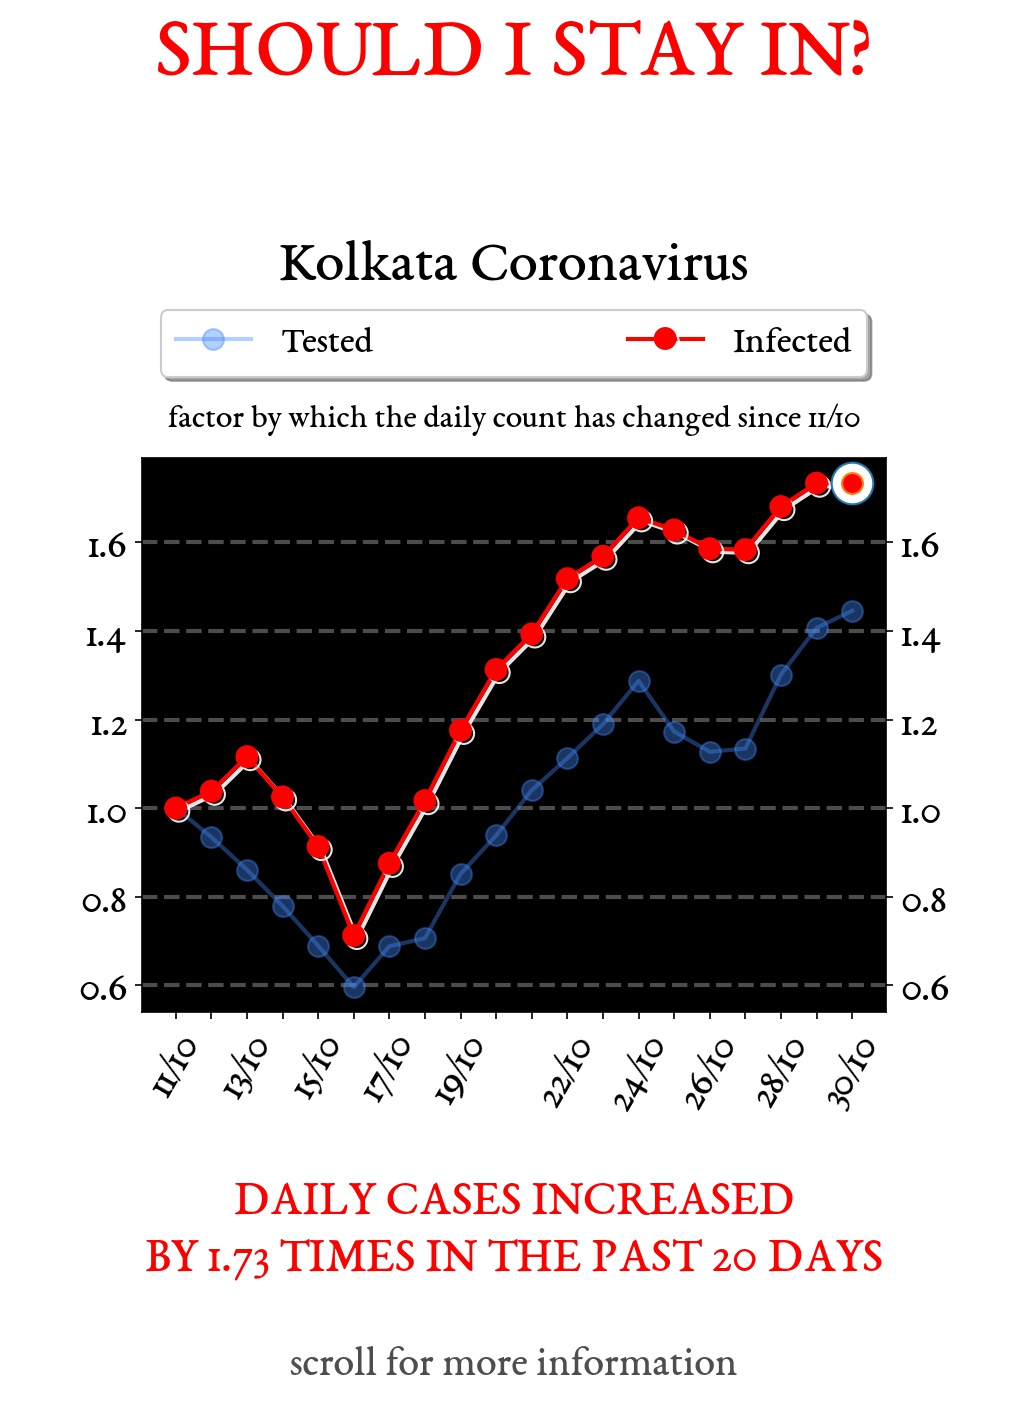 SHOULD I STAY IN?
Kolkata Coronavirus
Tested Infected
factor by which the daily count has changed since 11/10
1.6 1.6
1.4 1.4
1.2 1.2
1.0 1.0
0.8 0.8
0.6 0.6
11/10 13/10 15/10 17/10 19/10 22/10 24/10 26/10 28/10 30/10
DAILY CASES INCREASED
BY 1.73 TIMES IN THE PAST 20 DAYS
scroll for more information